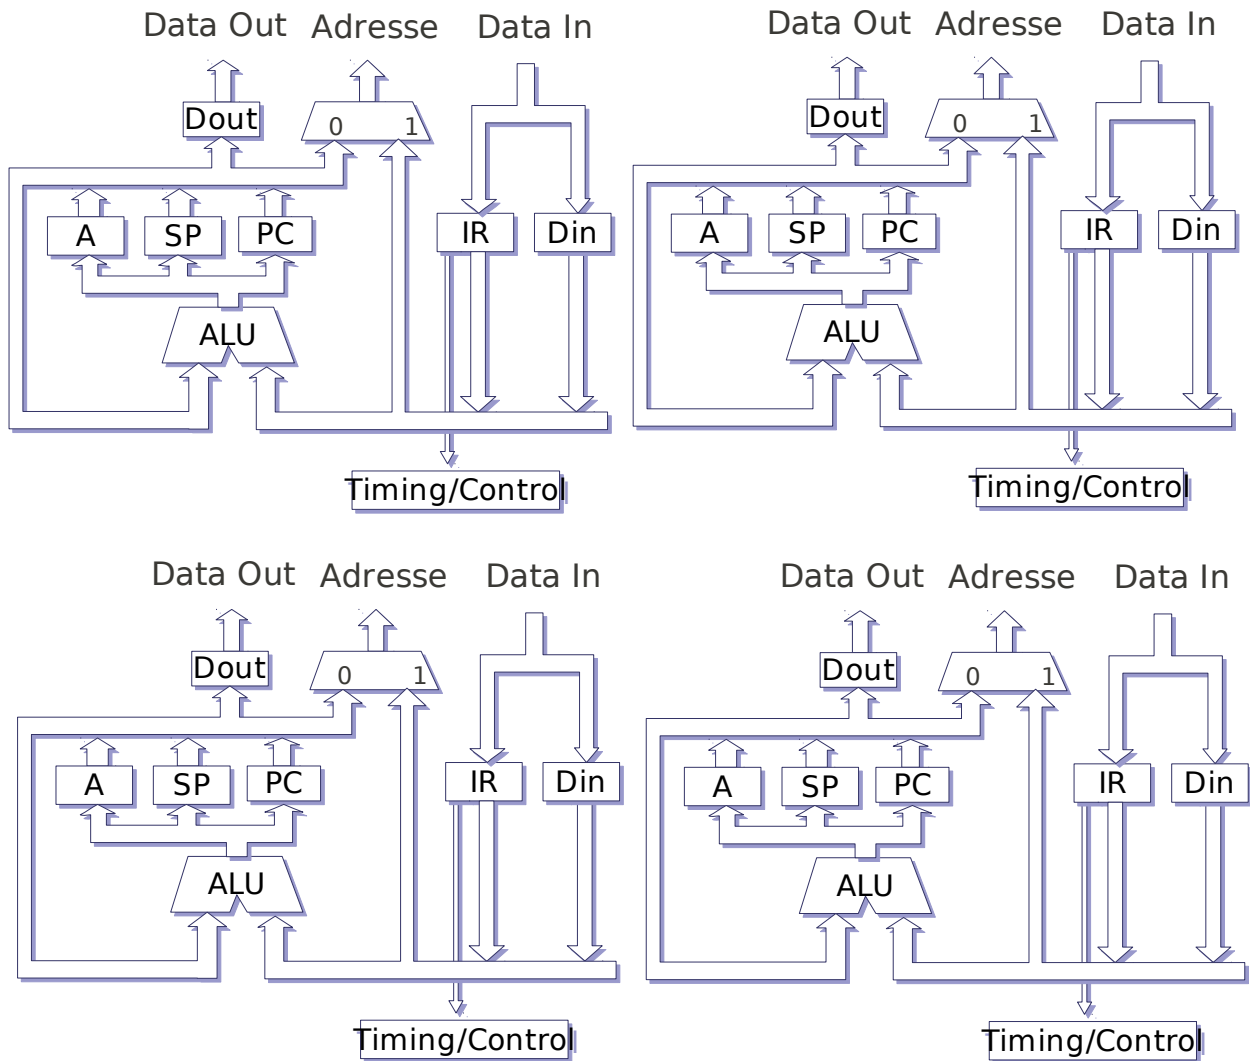 Data Out Adresse Data In
Dout 0 1
A SP PC IR Din
ALU
Timing/Control
Data Out Adresse Data In
Dout 0 1
A SP PC IR Din
ALU
Timing/Control
Data Out Adresse Data In
Dout 0 1
A SP PC IR Din
ALU
Timing/Control
Data Out Adresse Data In
Dout 0 1
A SP PC IR Din
ALU
Timing/Control